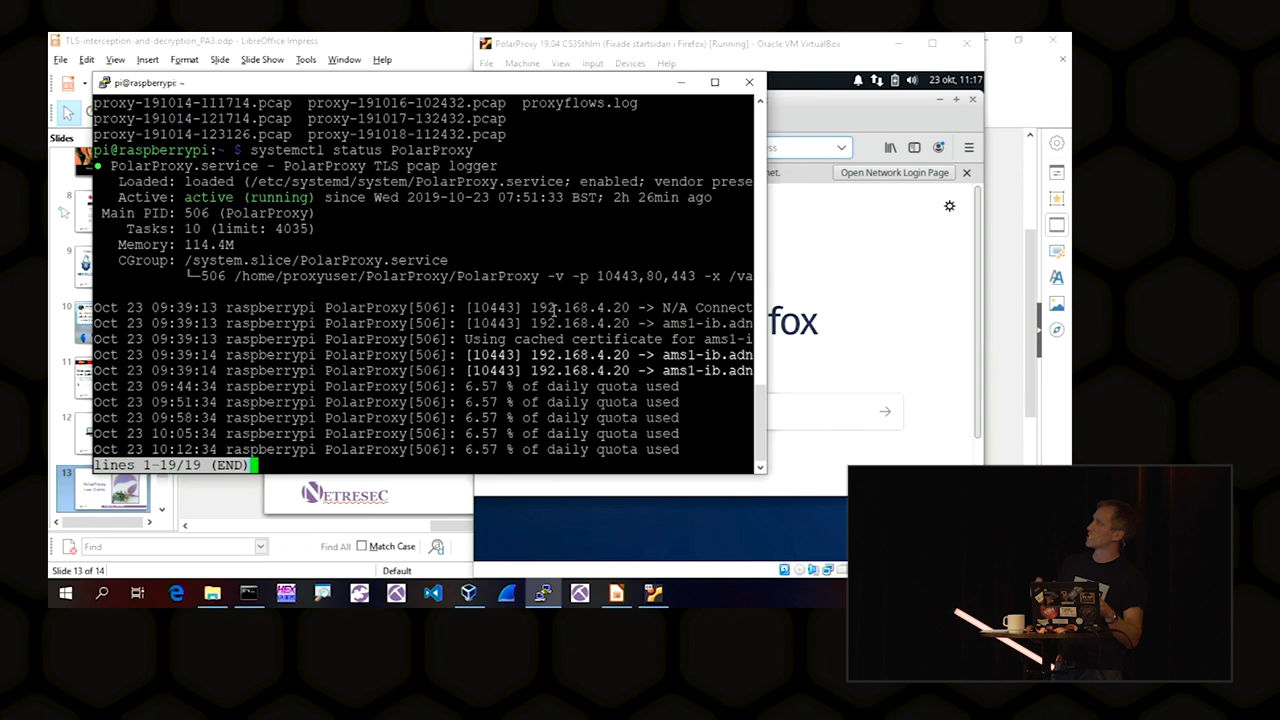 TLS-interception-and-decryption_PA3.odp - LibreOffice Impress
File Edit View Insert Format Slide Slide Show Tools Window Help
PolarProxy 19.04 CS3Sthlm (Fixade startsidan i Firefox) [Running] - Oracle VM VirtualBox
File Machine View Input Devices Help
23 okt, 11:17
pi@raspberrypi: ~
proxy-191014-111714.pcap proxy-191016-102432.pcap proxyflows.log
proxy-191014-121714.pcap proxy-191017-132432.pcap
proxy-191014-123126.pcap proxy-191018-112432.pcap
pi@raspberrypi:~ $ systemctl status PolarProxy
● PolarProxy.service - PolarProxy TLS pcap logger
Loaded: loaded (/etc/systemd/system/PolarProxy.service; enabled; vendor prese
Active: active (running) since Wed 2019-10-23 07:51:33 BST; 2h 26min ago
Main PID: 506 (PolarProxy)
Tasks: 10 (limit: 4035)
Memory: 114.4M
CGroup: /system.slice/PolarProxy.service
└─506 /home/proxyuser/PolarProxy/PolarProxy -v -p 10443,80,443 -x /va
Oct 23 09:39:13 raspberrypi PolarProxy[506]: [10443] 192.168.4.20 -> N/A Connect
Oct 23 09:39:13 raspberrypi PolarProxy[506]: [10443] 192.168.4.20 -> ams1-ib.adn
Oct 23 09:39:13 raspberrypi PolarProxy[506]: Using cached certificate for ams1-i
Oct 23 09:39:14 raspberrypi PolarProxy[506]: [10443] 192.168.4.20 -> ams1-ib.adn
Oct 23 09:39:14 raspberrypi PolarProxy[506]: [10443] 192.168.4.20 -> ams1-ib.adn
Oct 23 09:44:34 raspberrypi PolarProxy[506]: 6.57 % of daily quota used
Oct 23 09:51:34 raspberrypi PolarProxy[506]: 6.57 % of daily quota used
Oct 23 09:58:34 raspberrypi PolarProxy[506]: 6.57 % of daily quota used
Oct 23 10:05:34 raspberrypi PolarProxy[506]: 6.57 % of daily quota used
Oct 23 10:12:34 raspberrypi PolarProxy[506]: 6.57 % of daily quota used
lines 1-19/19 (END)
Slides
8
9
10
11
12
13
ss
net.
Open Network Login Page
fox
NETRESEC
Find
Find All
Match Case
Slide 13 of 14
Default
HEX